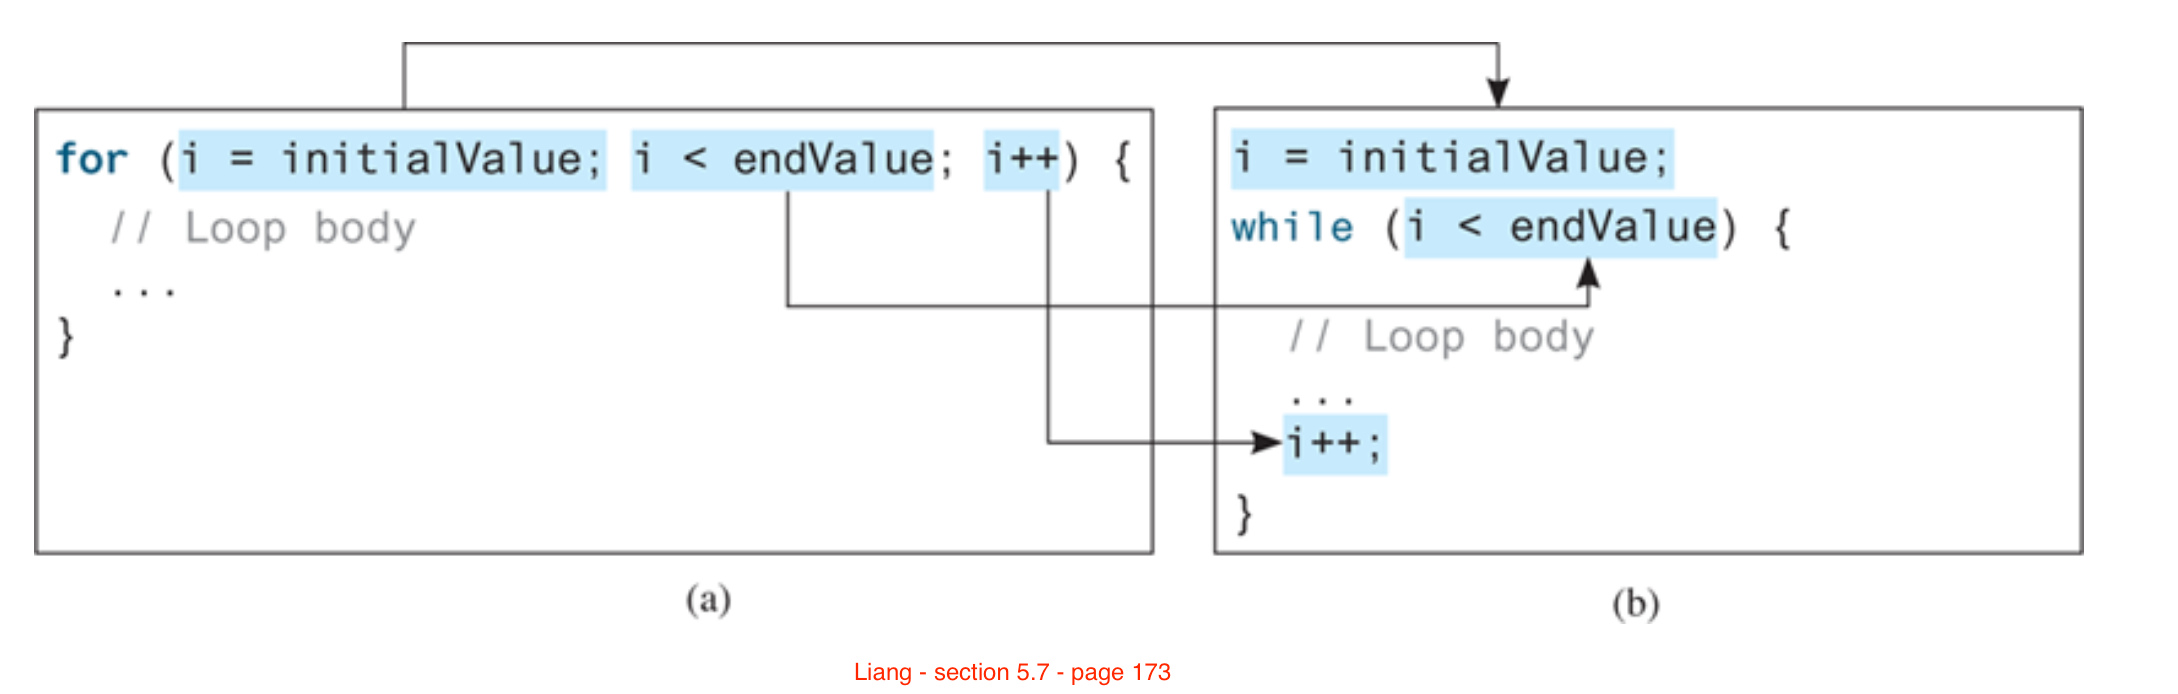 for (i = initialValue; i < endValue; i++) {
// Loop body
...
}
(a)
i = initialValue;
while (i < endValue) {
// Loop body
...
i++;
}
(b)
Liang - section 5.7 - page 173